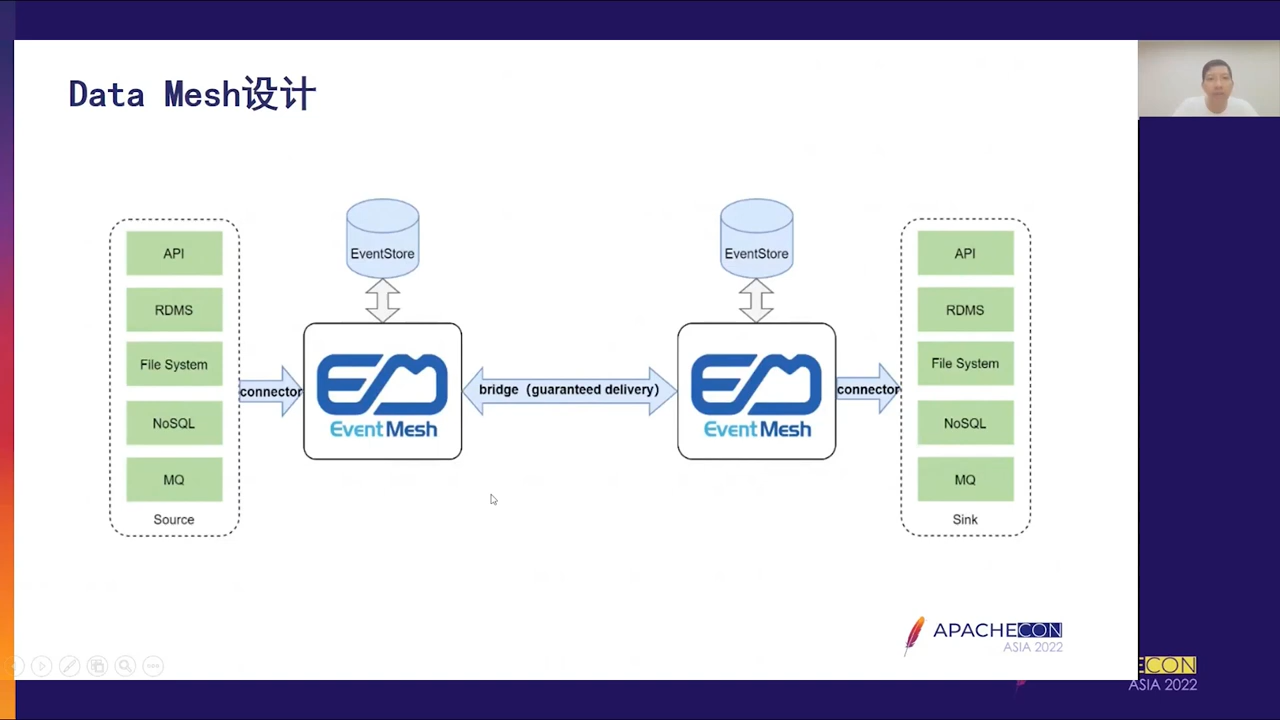 Data Mesh设计
API
RDMS
File System
NoSQL
MQ
Source
connector
EventStore
EventMesh
bridge（guaranteed delivery）
EventStore
EventMesh
connector
API
RDMS
File System
NoSQL
MQ
Sink
APACHECON
ASIA 2022
ECON
ASIA 2022